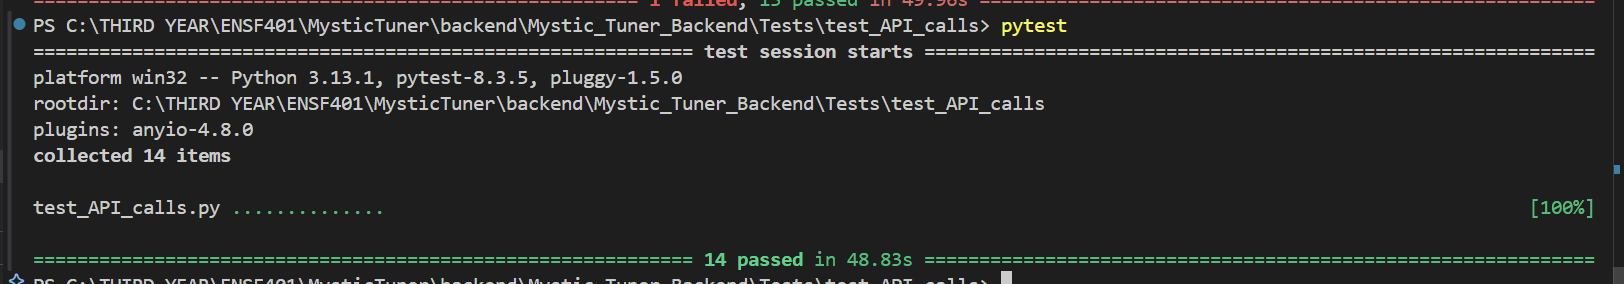 ============================================================ 1 failed, 13 passed in 49.96s ============================================================
PS C:\THIRD YEAR\ENSF401\MysticTuner\backend\Mystic_Tuner_Backend\Tests\test_API_calls> pytest
============================================================ test session starts =============================================================
platform win32 -- Python 3.13.1, pytest-8.3.5, pluggy-1.5.0
rootdir: C:\THIRD YEAR\ENSF401\MysticTuner\backend\Mystic_Tuner_Backend\Tests\test_API_calls
plugins: anyio-4.8.0
collected 14 items
test_API_calls.py .............. [100%]
============================================================ 14 passed in 48.83s =============================================================
PS C:\THIRD YEAR\ENSF401\MysticTuner\backend\Mystic_Tuner_Backend\Tests\test_API_calls>